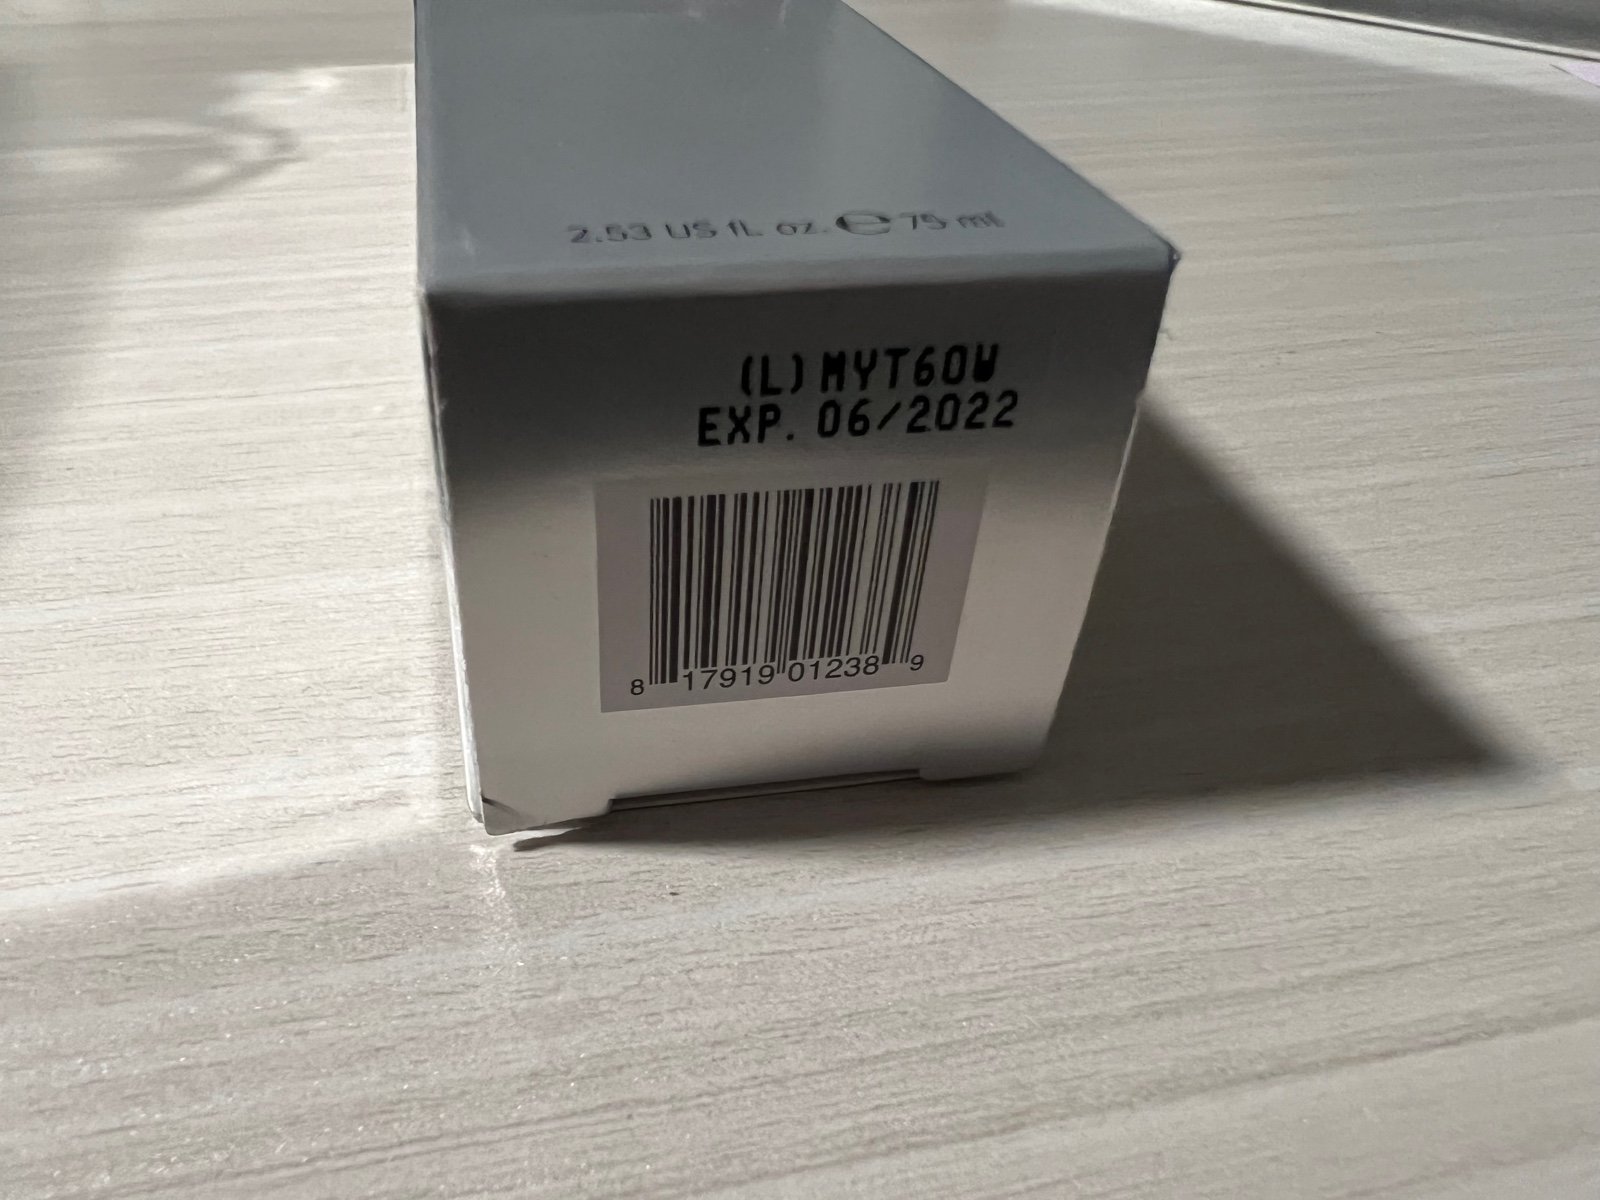 2.53 US fL oz. ℮ 75 ml
(L) MYT60W
EXP. 06/2022
8 17919 01238 9